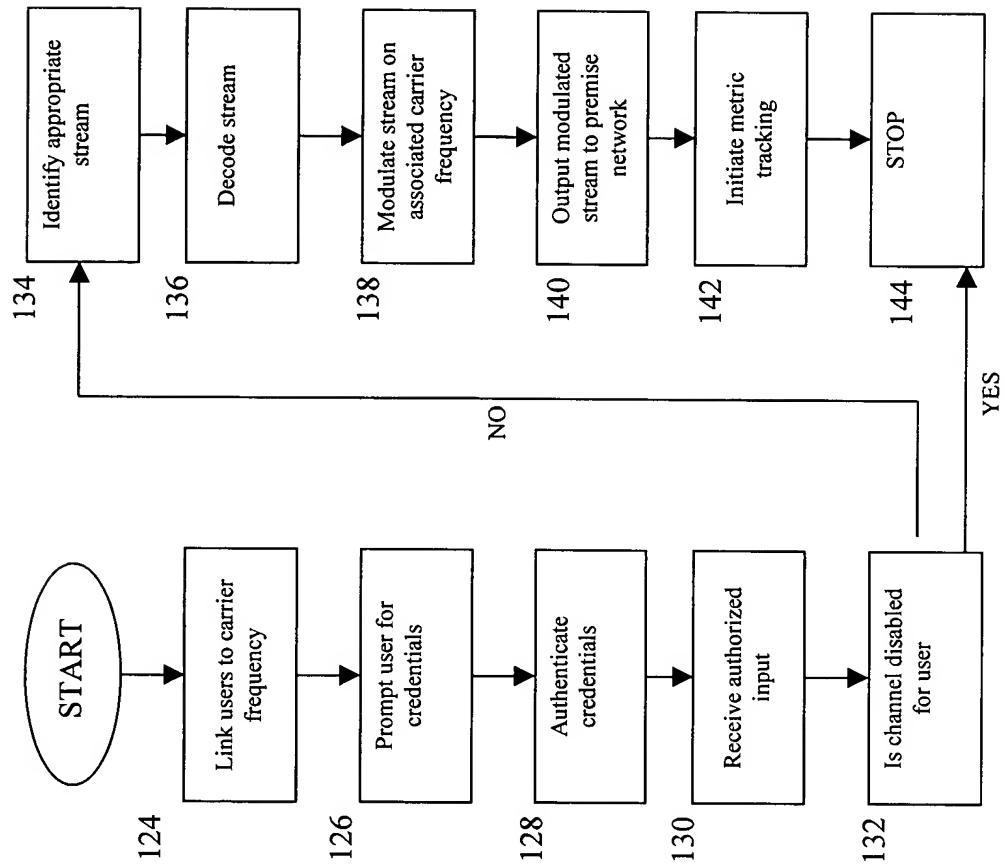 START
124
Link users to carrier
frequency
126
Prompt user for
credentials
128
Authenticate
credentials
130
Receive authorized
input
132
Is channel disabled
for user
NO
YES
134
Identify appropriate
stream
136
Decode stream
138
Modulate stream on
associated carrier
frequency
140
Output modulated
stream to premise
network
142
Initiate metric
tracking
144
STOP